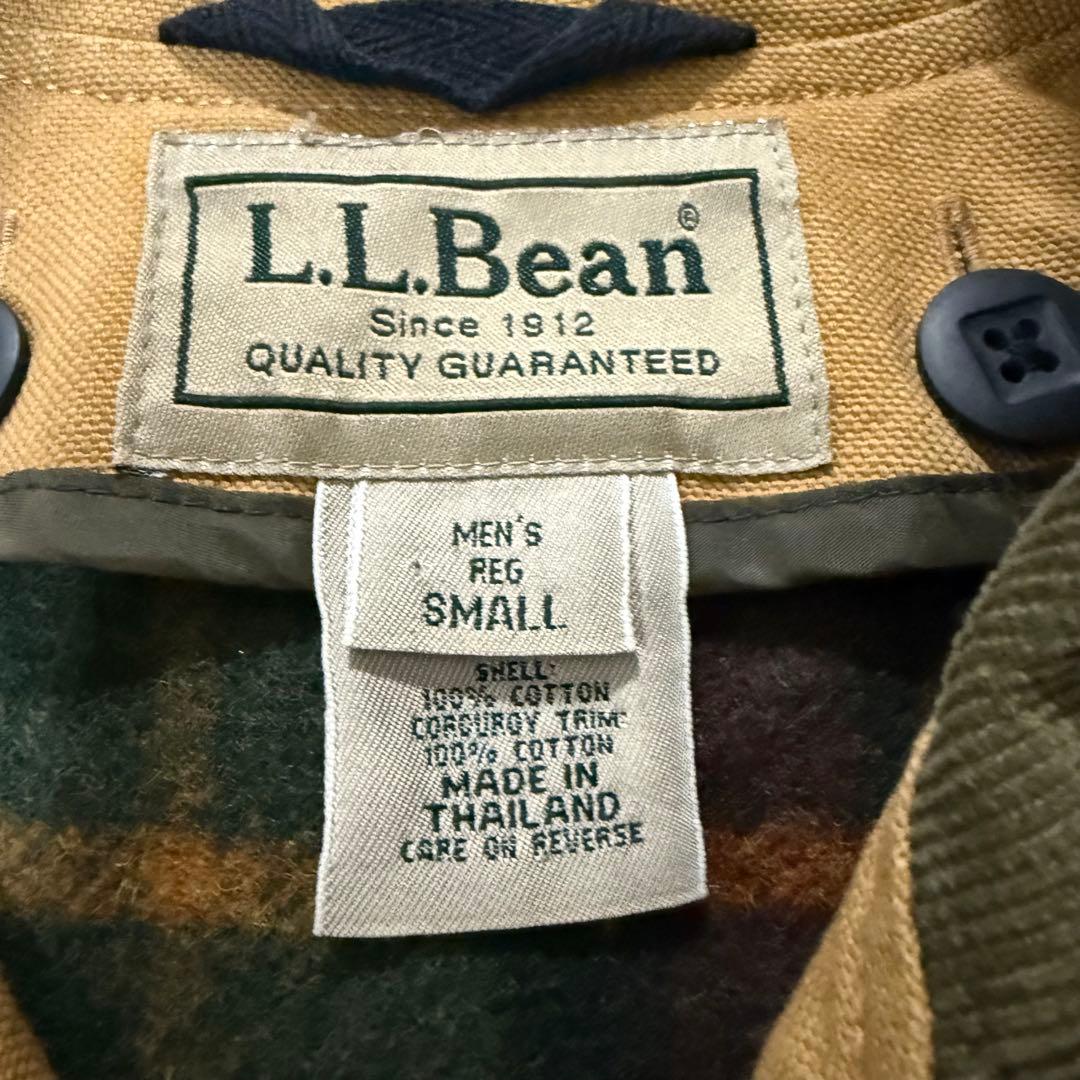 L.L.Bean®
Since 1912
QUALITY GUARANTEED
MEN'S
REG
SMALL
SHELL:
100% COTTON
CORDUROY TRIM:
100% COTTON
MADE IN
THAILAND
CARE ON REVERSE